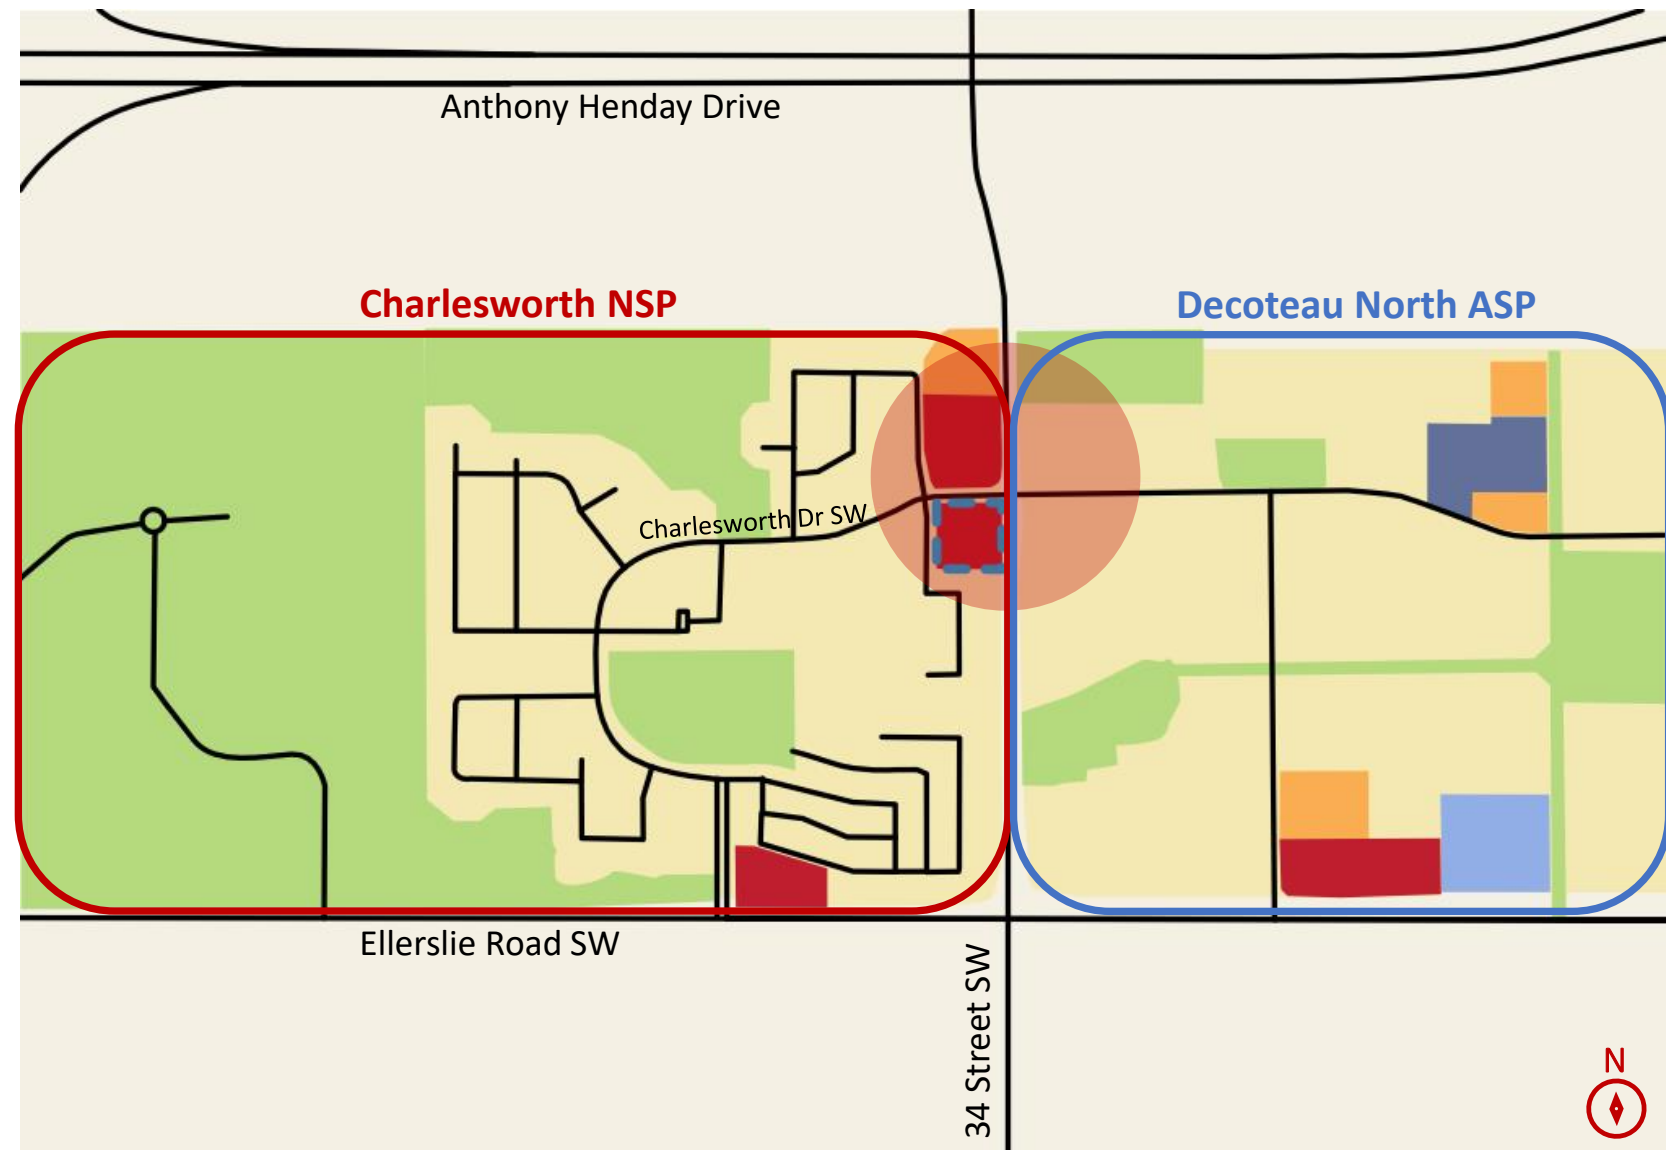 Anthony Henday Drive
Charlesworth NSP
Decoteau North ASP
Charlesworth Dr SW
Ellerslie Road SW
34 Street SW
N